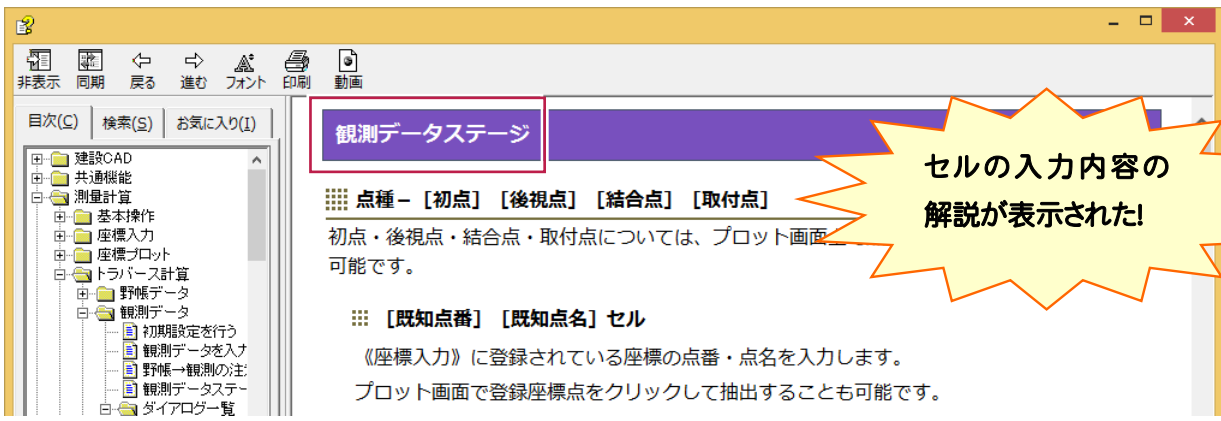 非表示 同期 戻る 進む フォント 印刷 動画
目次(C) 検索(S) お気に入り(I)
建設CAD
共通機能
測量計算
基本操作
座標入力
座標プロット
トラバース計算
野帳データ
観測データ
初期設定を行う
観測データを入力
野帳→観測の注
観測データステー
ダイアログ一覧
観測データステージ
点種−［初点］［後視点］［結合点］［取付点］
初点・後視点・結合点・取付点については、プロット画面上
可能です。
［既知点番］［既知点名］セル
《座標入力》に登録されている座標の点番・点名を入力します。
プロット画面で登録座標点をクリックして抽出することも可能です。
セルの入力内容の
解説が表示された!